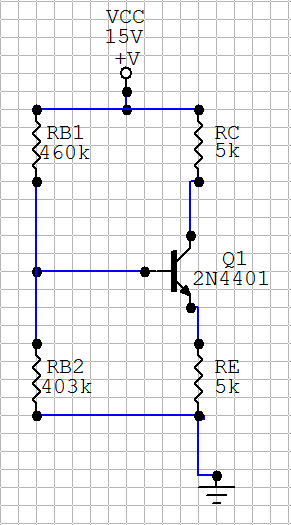 VCC
15V
+V
RB1
460k
RC
5k
Q1
2N4401
RB2
403k
RE
5k